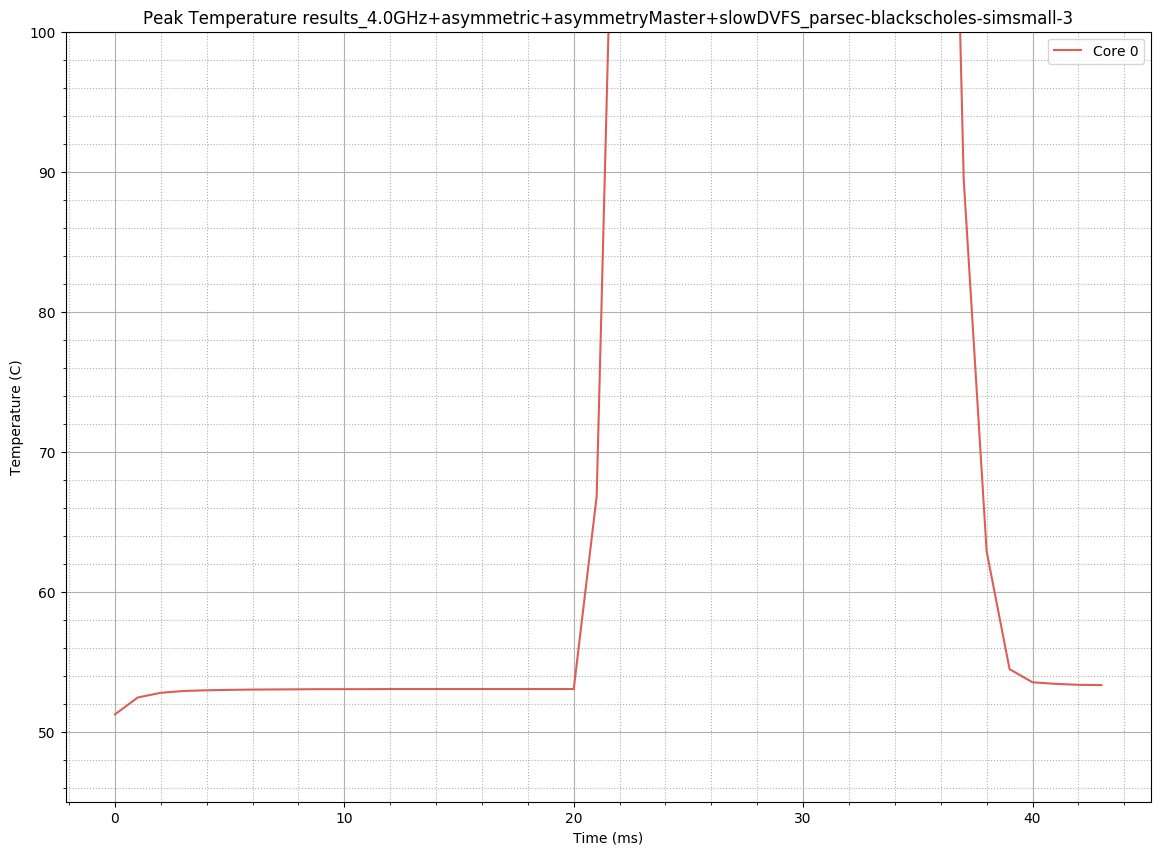 Peak Temperature results_4.0GHz+asymmetric+asymmetryMaster+slowDVFS_parsec-blackscholes-simsmall-3
Core 0
100
90
80
70
60
50
Temperature (C)
0
10
20
30
40
Time (ms)